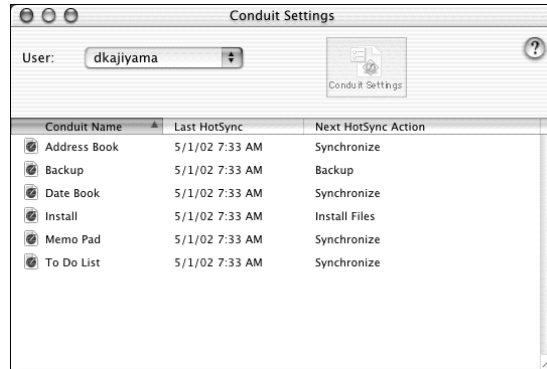 Conduit Settings
User: dkajiyama
Conduit Settings
?
Conduit Name Last HotSync Next HotSync Action
Address Book 5/1/02 7:33 AM Synchronize
Backup 5/1/02 7:33 AM Backup
Date Book 5/1/02 7:33 AM Synchronize
Install 5/1/02 7:33 AM Install Files
Memo Pad 5/1/02 7:33 AM Synchronize
To Do List 5/1/02 7:33 AM Synchronize